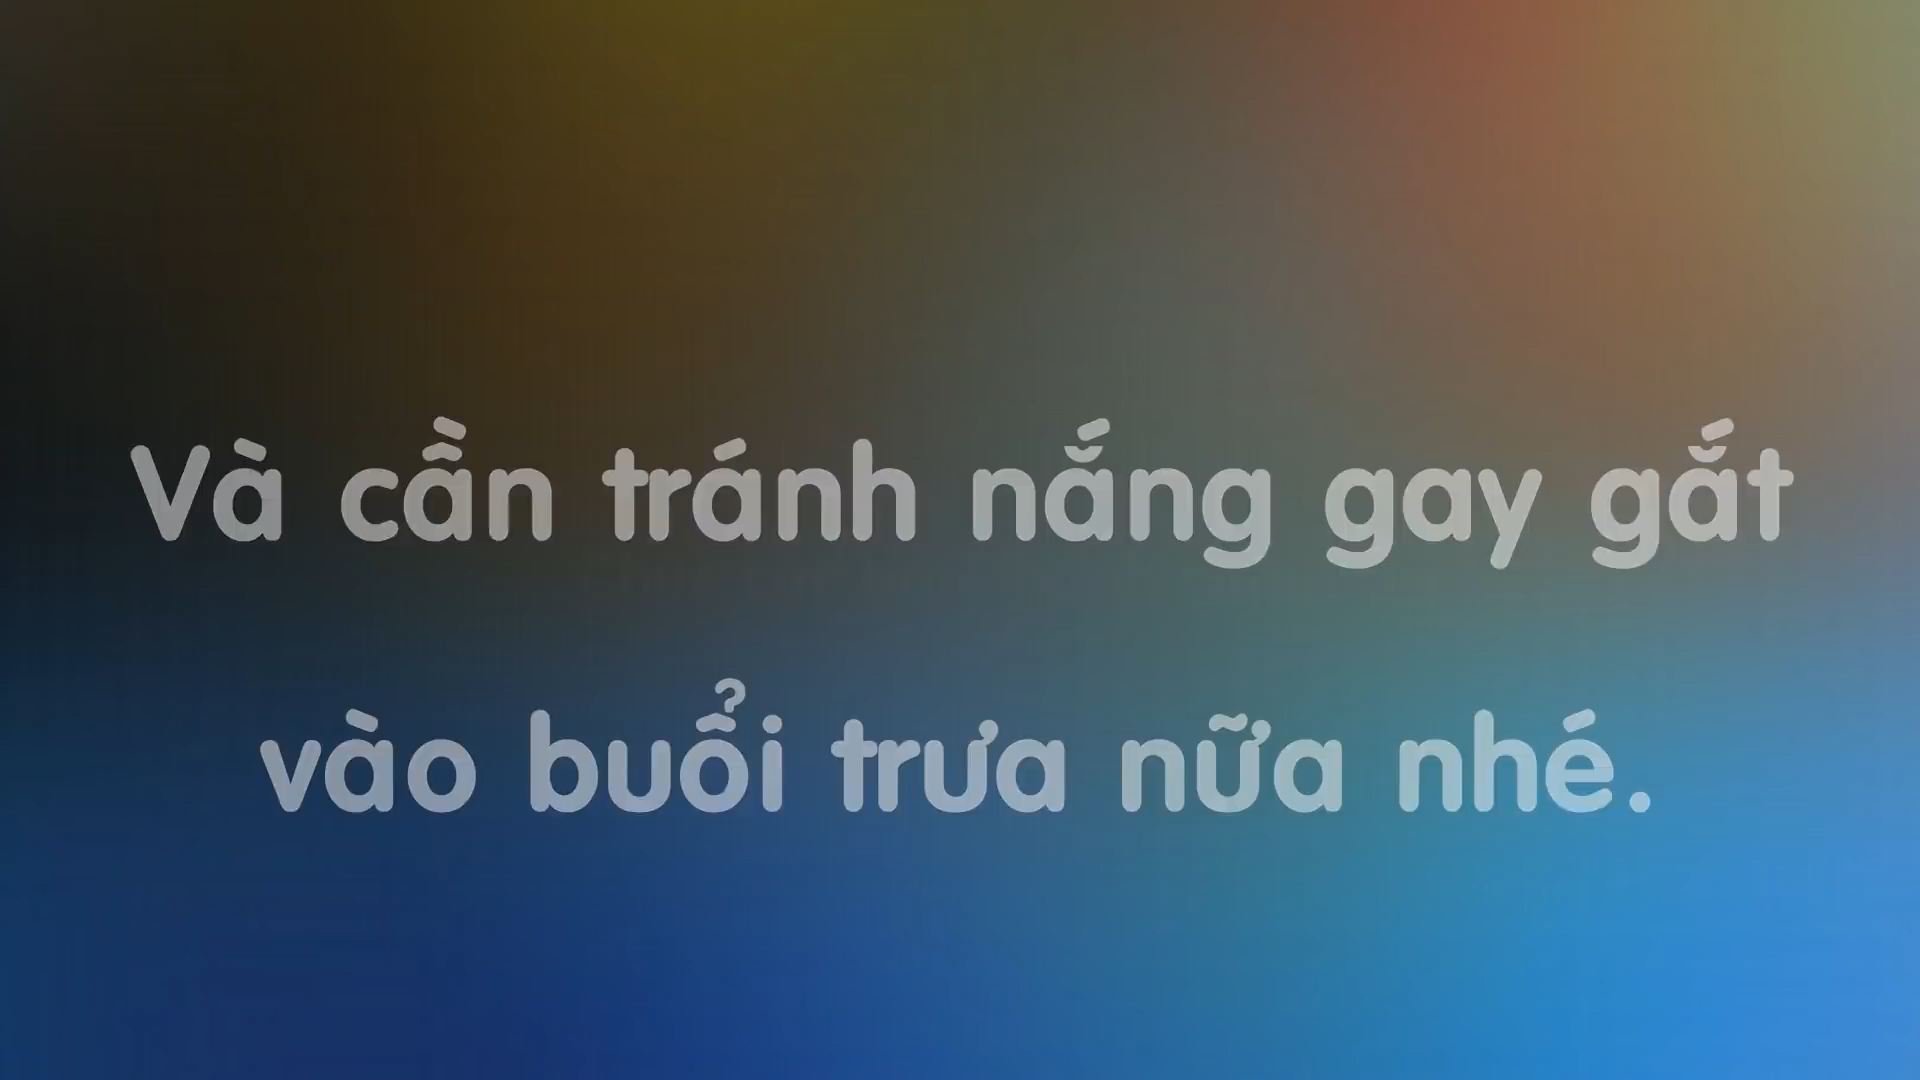 Và cần tránh nắng gay gắt
vào buổi trưa nữa nhé.